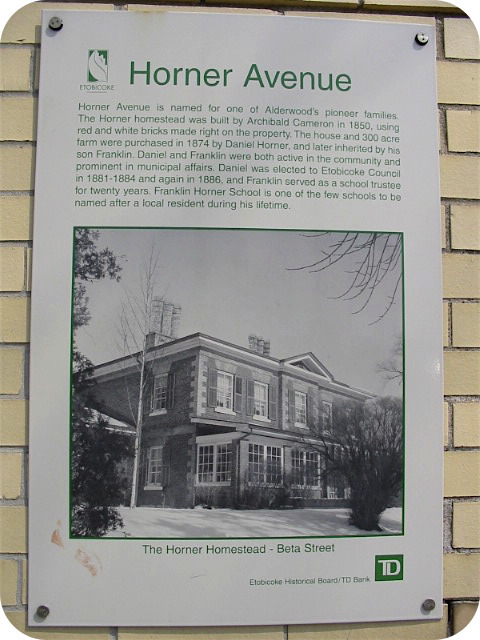 ETOBICOKE
Horner Avenue
Horner Avenue is named for one of Alderwood's pioneer families.
The Horner homestead was built by Archibald Cameron in 1850, using
red and white bricks made right on the property. The house and 300 acre
farm were purchased in 1874 by Daniel Horner, and later inherited by his
son Franklin. Daniel and Franklin were both active in the community and
prominent in municipal affairs. Daniel was elected to Etobicoke Council
in 1881-1884 and again in 1886, and Franklin served as a school trustee
for twenty years. Franklin Horner School is one of the few schools to be
named after a local resident during his lifetime.
The Horner Homestead - Beta Street
Etobicoke Historical Board/TD Bank
TD